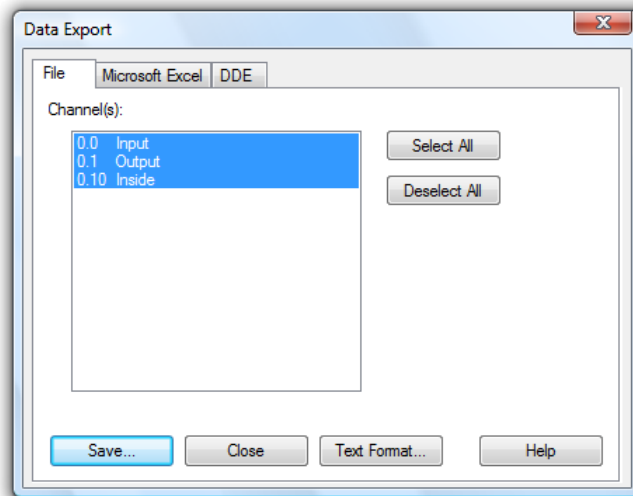 Data Export
File Microsoft Excel DDE
Channel(s):
0.0 Input
0.1 Output
0.10 Inside
Select All
Deselect All
Save... Close Text Format... Help